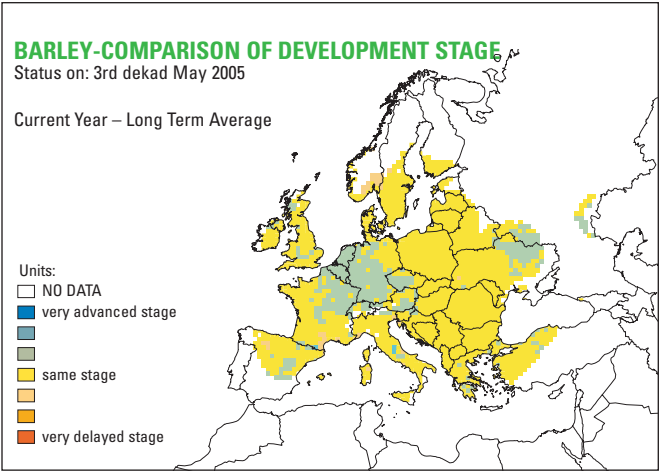 BARLEY-COMPARISON OF DEVELOPMENT STAGE
Status on: 3rd dekad May 2005
Current Year – Long Term Average
Units:
NO DATA
very advanced stage
same stage
very delayed stage